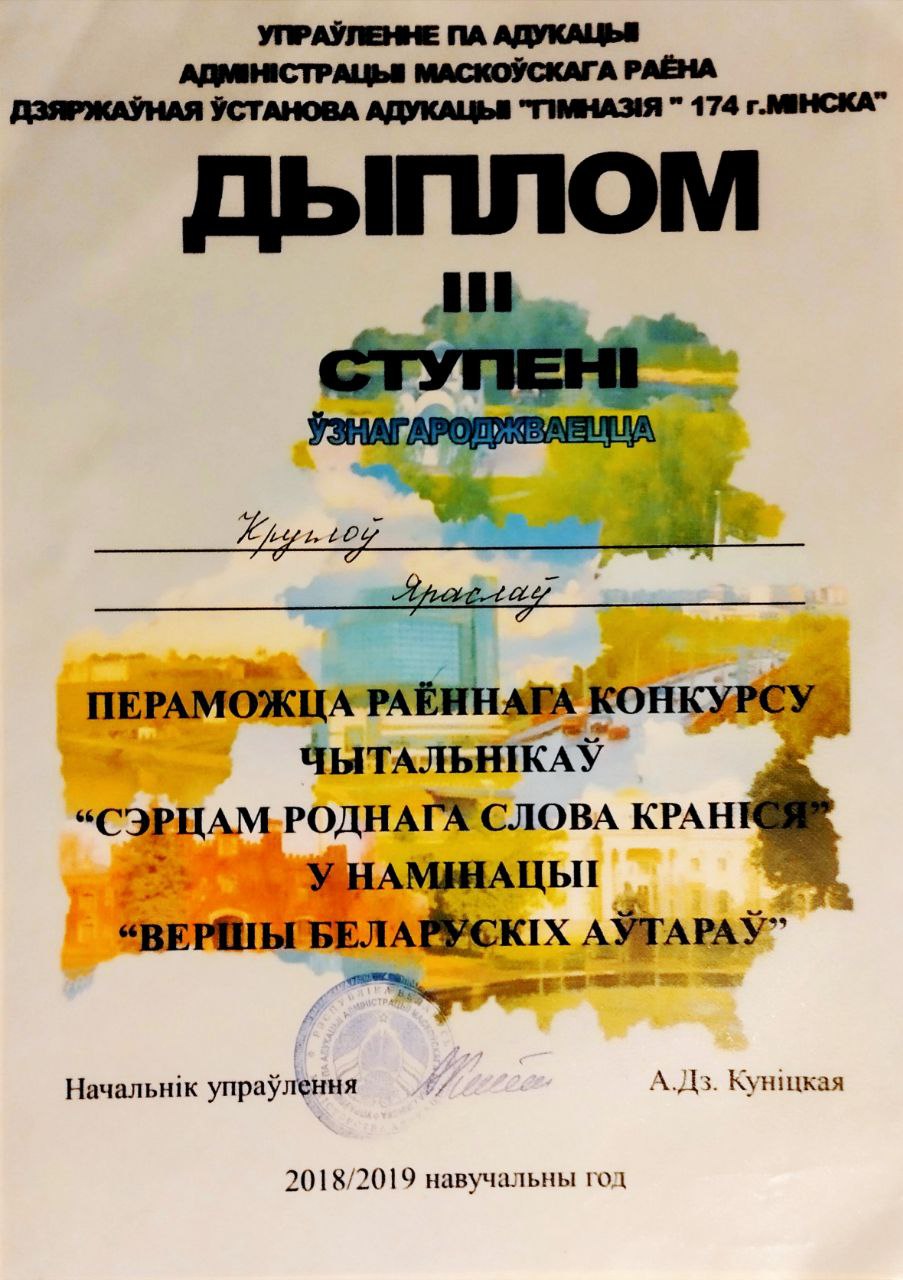 УПРАЎЛЕННЕ ПА АДУКАЦЫІ
АДМІНІСТРАЦЫІ МАСКОЎСКАГА РАЁНА
ДЗЯРЖАЎНАЯ ЎСТАНОВА АДУКАЦЫІ "ГІМНАЗІЯ " 174 г.МІНСКА"
ДЫПЛОМ
III
СТУПЕНІ
ЎЗНАГАРОДЖВАЕЦЦА
Круглоў
Яраслаў
ПЕРАМОЖЦА РАЁННАГА КОНКУРСУ
ЧЫТАЛЬНІКАЎ
“СЭРЦАМ РОДНАГА СЛОВА КРАНІСЯ”
У НАМІНАЦЫІ
“ВЕРШЫ БЕЛАРУСКІХ АЎТАРАЎ”
Начальнік упраўлення
А.Дз. Куніцкая
2018/2019 навучальны год